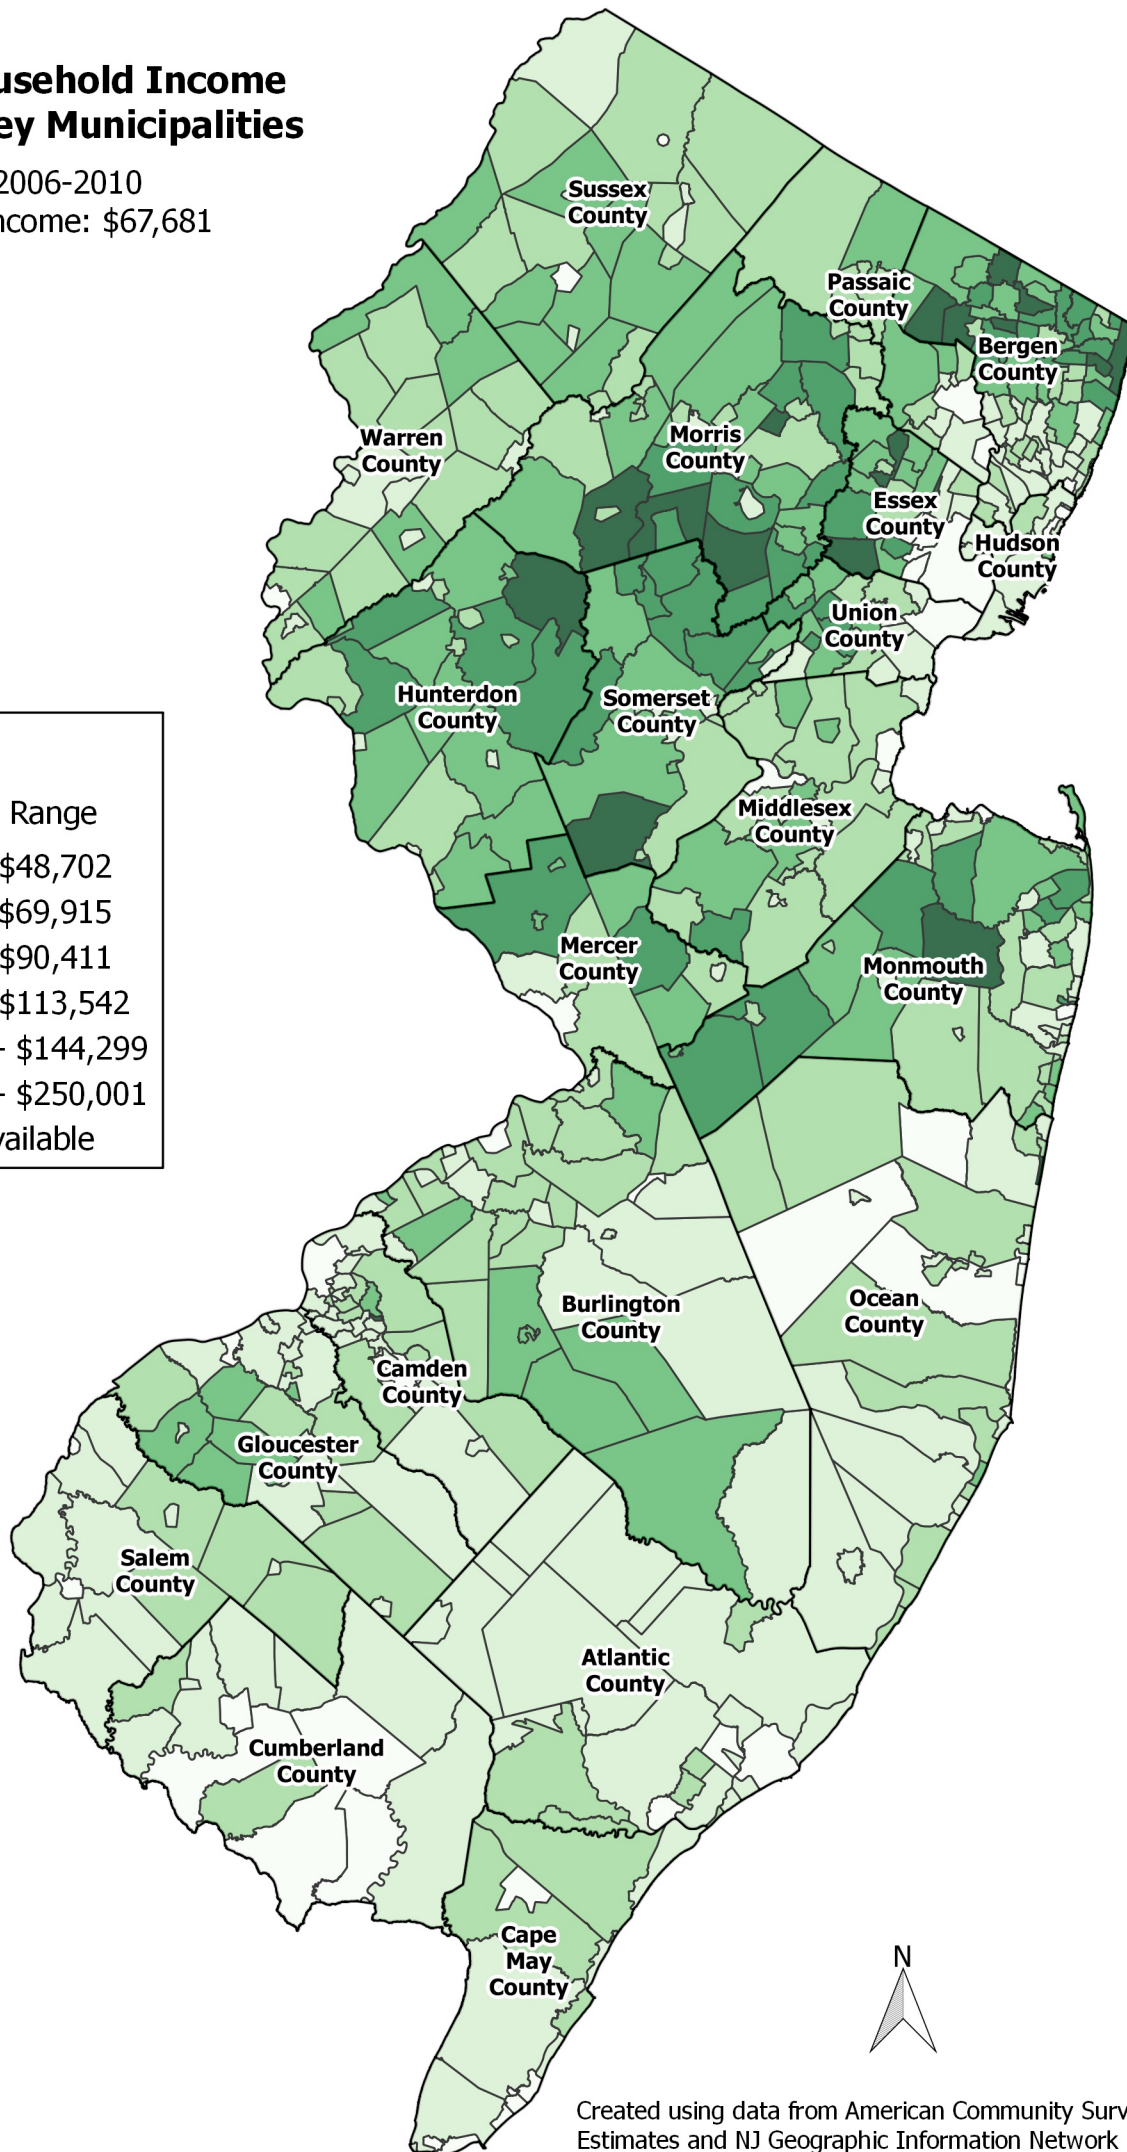 usehold Income
ey Municipalities
2006-2010
ncome: $67,681
Sussex
County
Passaic
County
Bergen
County
Warren
County
Morris
County
Essex
County
Hudson
County
Union
County
Hunterdon
County
Somerset
County
Range
$48,702
$69,915
$90,411
$113,542
- $144,299
- $250,001
vailable
Middlesex
County
Mercer
County
Monmouth
County
Burlington
County
Ocean
County
Camden
County
Gloucester
County
Salem
County
Atlantic
County
Cumberland
County
Cape
May
County
N
Created using data from American Community Surv
Estimates and NJ Geographic Information Network